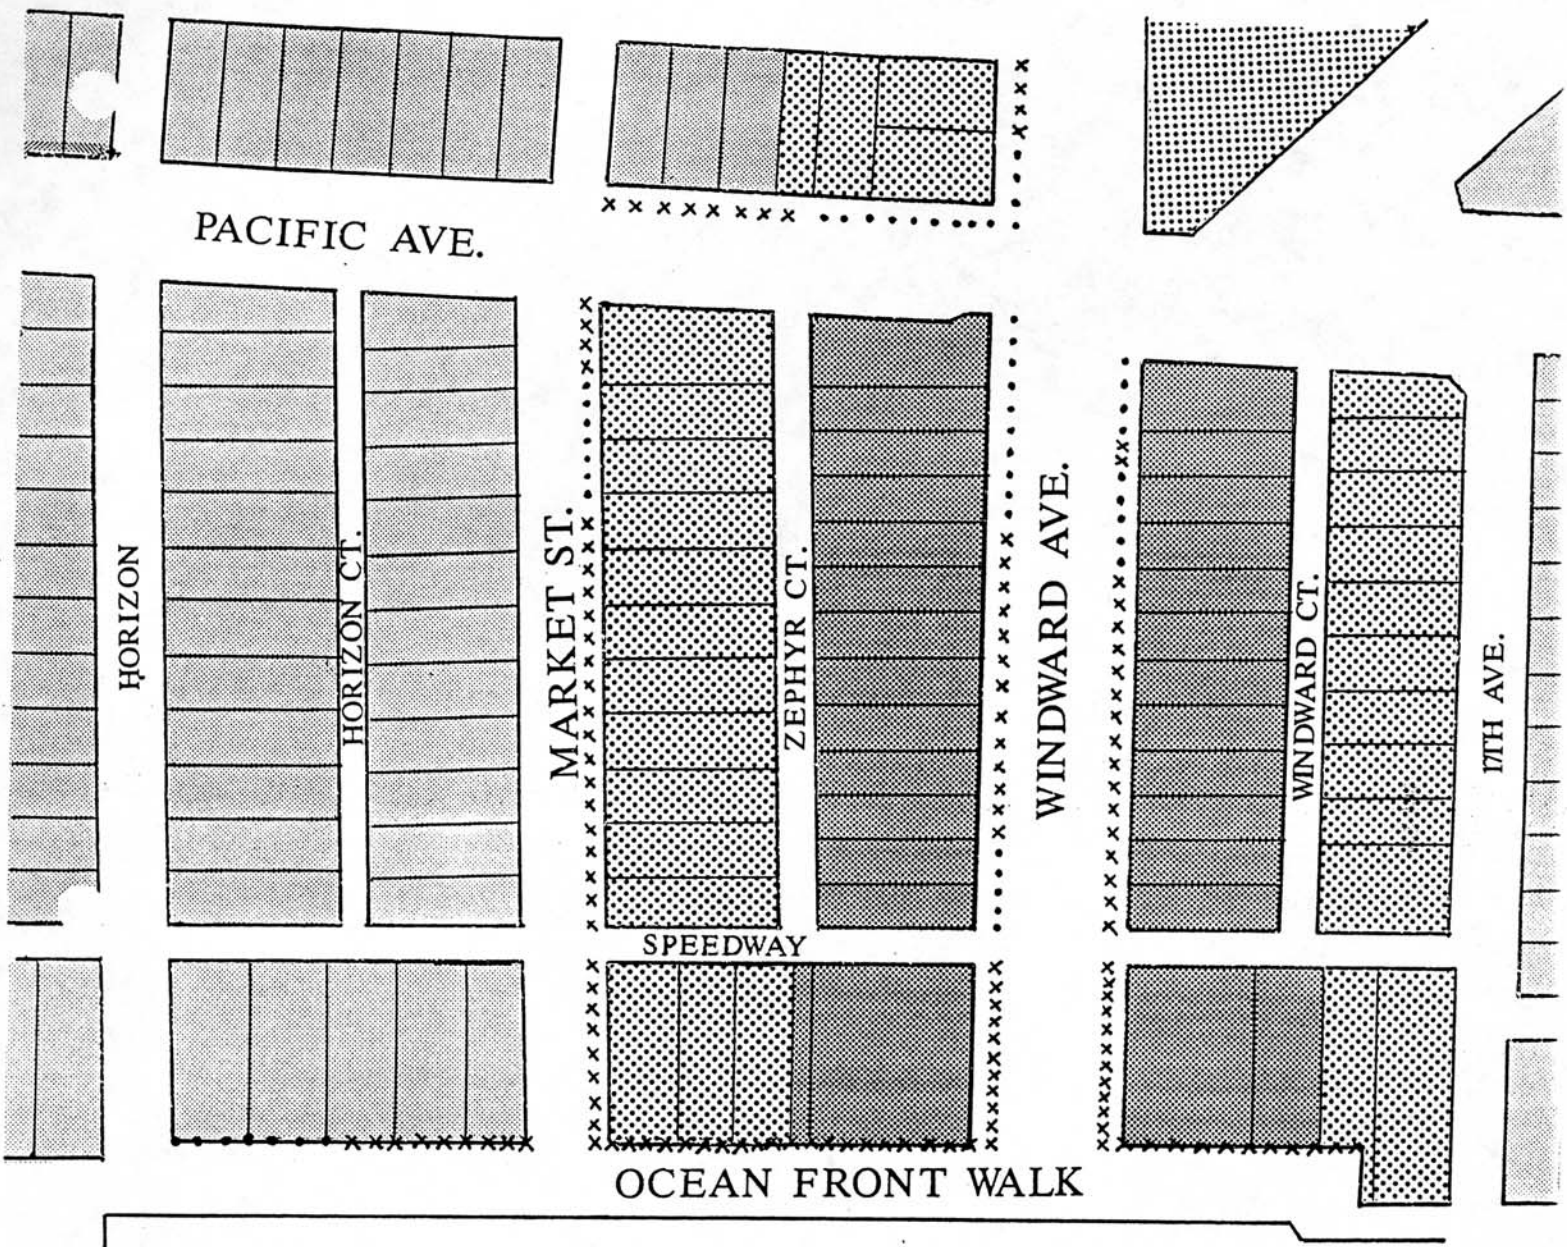 PACIFIC AVE.
HORIZON
HORIZON CT.
MARKET ST.
ZEPHYR CT.
WINDWARD AVE.
WINDWARD CT.
17TH AVE.
SPEEDWAY
OCEAN FRONT WALK